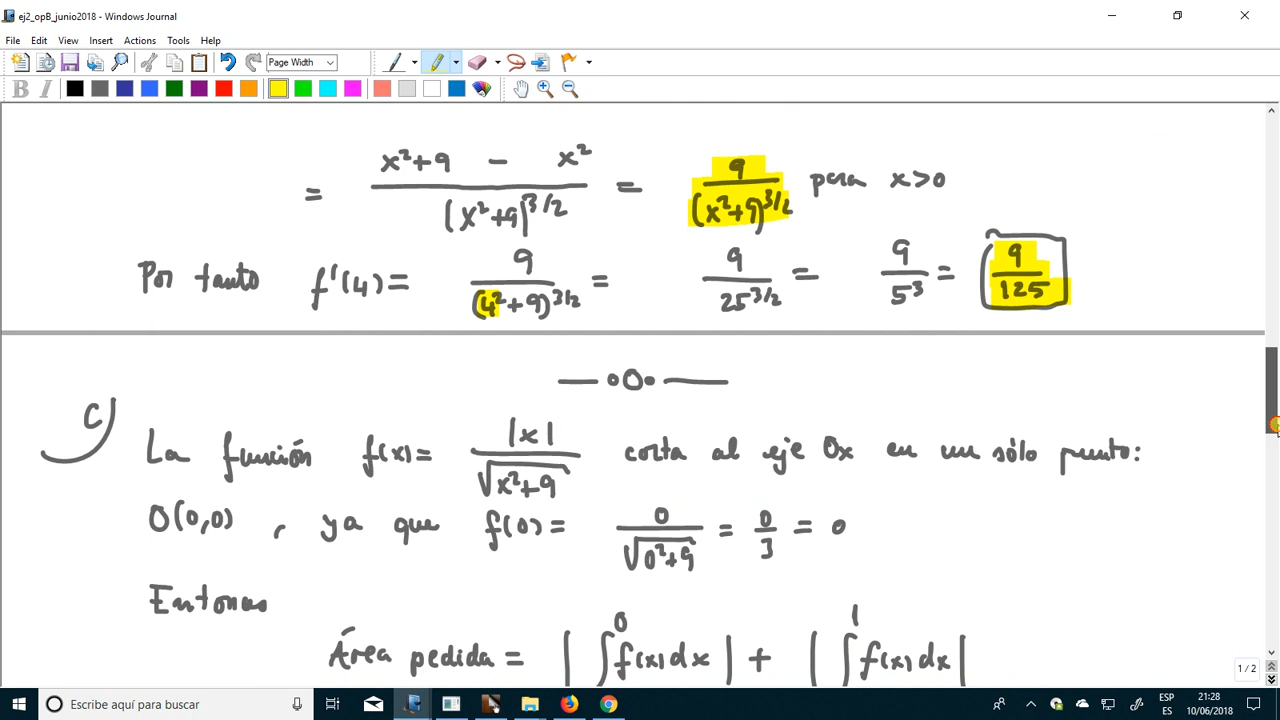 ej2_opB_junio2018 - Windows Journal
File Edit View Insert Actions Tools Help
Page Width
B I
= x²+9 - x² / (x²+9)^3/2 = 9 / (x²+9)^3/2 para x>0
Por tanto f'(4)= 9 / (4²+9)^3/2 = 9 / 25^3/2 = 9 / 5³ = 9 / 125
—∘O∘—
C) La función f(x)= |x| / √(x²+9) corta al eje Ox en un sólo punto:
O(0,0), ya que f(0)= 0 / √(0²+9) = 0/3 = 0
Entonces
Área pedida = | ∫⁰ f(x)dx | + | ∫¹ f(x)dx |
1 / 2
Escribe aquí para buscar
ESP
ES
21:28
10/06/2018